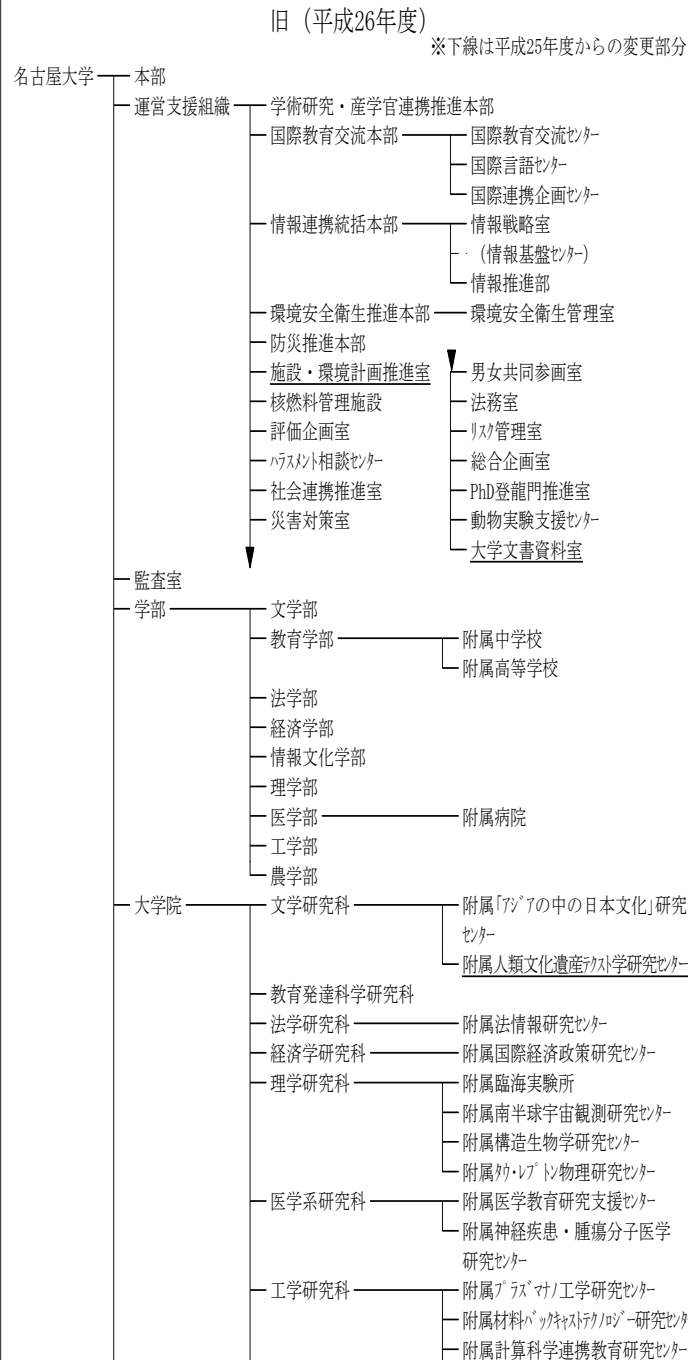 旧（平成26年度）
※下線は平成25年度からの変更部分
名古屋大学 本部
運営支援組織 学術研究・産学官連携推進本部
国際教育交流本部 国際教育交流ｾﾝﾀｰ
国際言語ｾﾝﾀｰ
国際連携企画ｾﾝﾀｰ
情報連携統括本部 情報戦略室
（情報基盤ｾﾝﾀｰ）
情報推進部
環境安全衛生推進本部 環境安全衛生管理室
防災推進本部
施設・環境計画推進室 男女共同参画室
核燃料管理施設 法務室
評価企画室 ﾘｽｸ管理室
ﾊﾗｽﾒﾝﾄ相談ｾﾝﾀｰ 総合企画室
社会連携推進室 PhD登龍門推進室
災害対策室 動物実験支援ｾﾝﾀｰ
大学文書資料室
監査室
学部 文学部
教育学部 附属中学校
附属高等学校
法学部
経済学部
情報文化学部
理学部
医学部 附属病院
工学部
農学部
大学院 文学研究科 附属｢ｱｼﾞｱの中の日本文化｣研究
ｾﾝﾀｰ
附属人類文化遺産ﾃｸｽﾄ学研究ｾﾝﾀｰ
教育発達科学研究科
法学研究科 附属法情報研究ｾﾝﾀｰ
経済学研究科 附属国際経済政策研究ｾﾝﾀｰ
理学研究科 附属臨海実験所
附属南半球宇宙観測研究ｾﾝﾀｰ
附属構造生物学研究ｾﾝﾀｰ
附属ﾀｳ・ﾚﾌﾟﾄﾝ物理研究ｾﾝﾀｰ
医学系研究科 附属医学教育研究支援ｾﾝﾀｰ
附属神経疾患・腫瘍分子医学
研究ｾﾝﾀｰ
工学研究科 附属ﾌﾟﾗｽﾞﾏﾅﾉ工学研究ｾﾝﾀｰ
附属材料ﾊﾞｯｸｷｬｽﾄﾃｸﾉﾛｼﾞｰ研究ｾﾝﾀｰ
附属計算科学連携教育研究ｾﾝﾀｰ